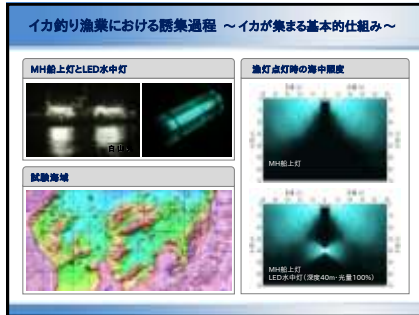 イカ釣り漁業における誘集過程 ～イカが集まる基本的仕組み～
MH船上灯とLED水中灯
漁灯点灯時の海中照度
試験海域
MH船上灯
MH船上灯
LED水中灯(深度40m・光量100%)